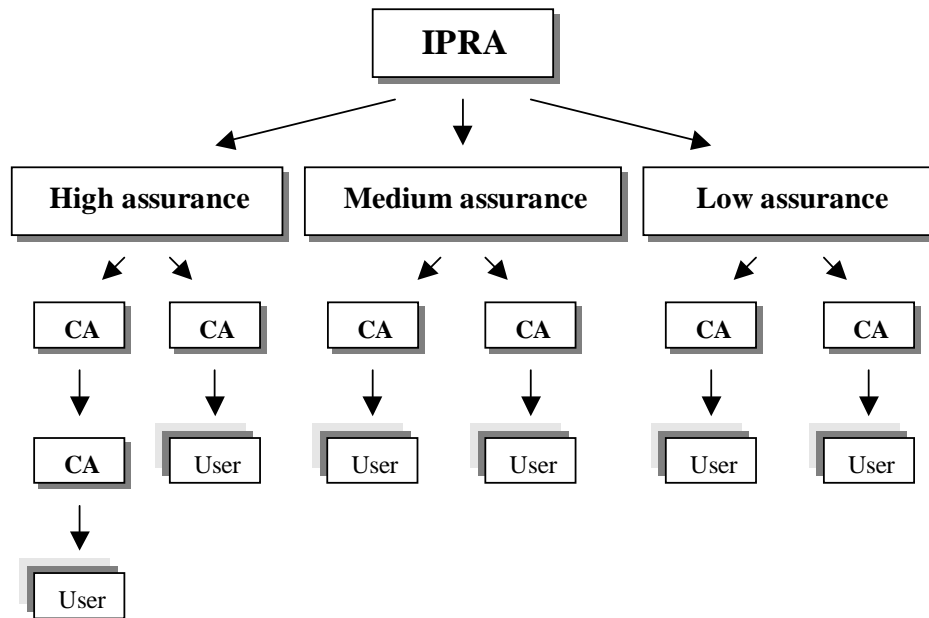 IPRA
High assurance
Medium assurance
Low assurance
CA
CA
CA
CA
CA
CA
CA
User
User
User
User
User
User